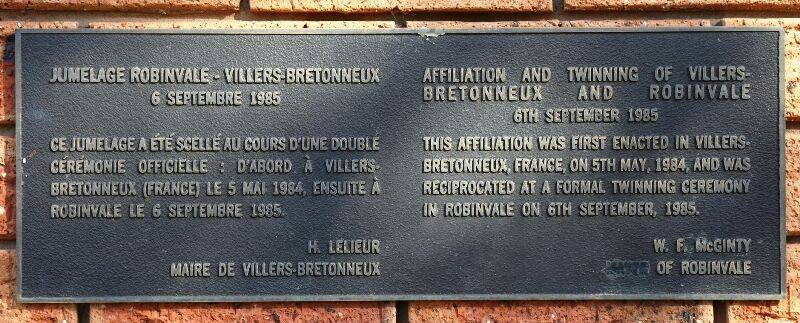 JUMELAGE ROBINVALE - VILLERS-BRETONNEUX
6 SEPTEMBRE 1985
CE JUMELAGE A ÉTÉ SCELLÉ AU COURS D'UNE DOUBLE
CÉRÉMONIE OFFICIELLE : D'ABORD À VILLERS-
BRETONNEUX (FRANCE) LE 5 MAI 1984, ENSUITE À
ROBINVALE LE 6 SEPTEMBRE 1985.
H. LELIEUR
MAIRE DE VILLERS-BRETONNEUX
AFFILIATION AND TWINNING OF VILLERS-
BRETONNEUX AND ROBINVALE
6TH SEPTEMBER 1985
THIS AFFILIATION WAS FIRST ENACTED IN VILLERS-
BRETONNEUX, FRANCE, ON 5TH MAY, 1984, AND WAS
RECIPROCATED AT A FORMAL TWINNING CEREMONY
IN ROBINVALE ON 6TH SEPTEMBER, 1985.
W. F. McGINTY
OF ROBINVALE